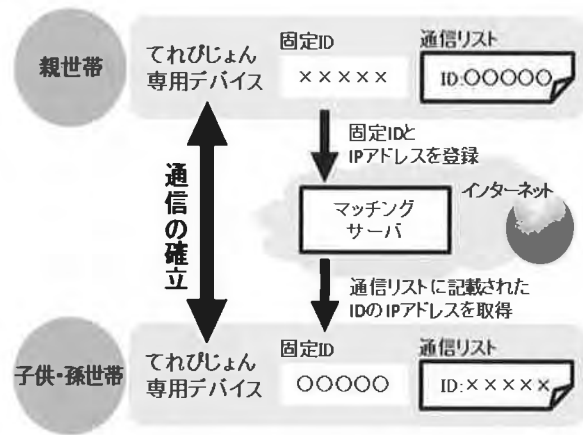 親世帯
てれびじょん
専用デバイス
固定ID
×××××
通信リスト
ID:○○○○○
固定IDと
IPアドレスを登録
通信の確立
マッチング
サーバ
インターネット
通信リストに記載された
IDのIPアドレスを取得
子供・孫世帯
てれびじょん
専用デバイス
固定ID
○○○○○
通信リスト
ID:×××××